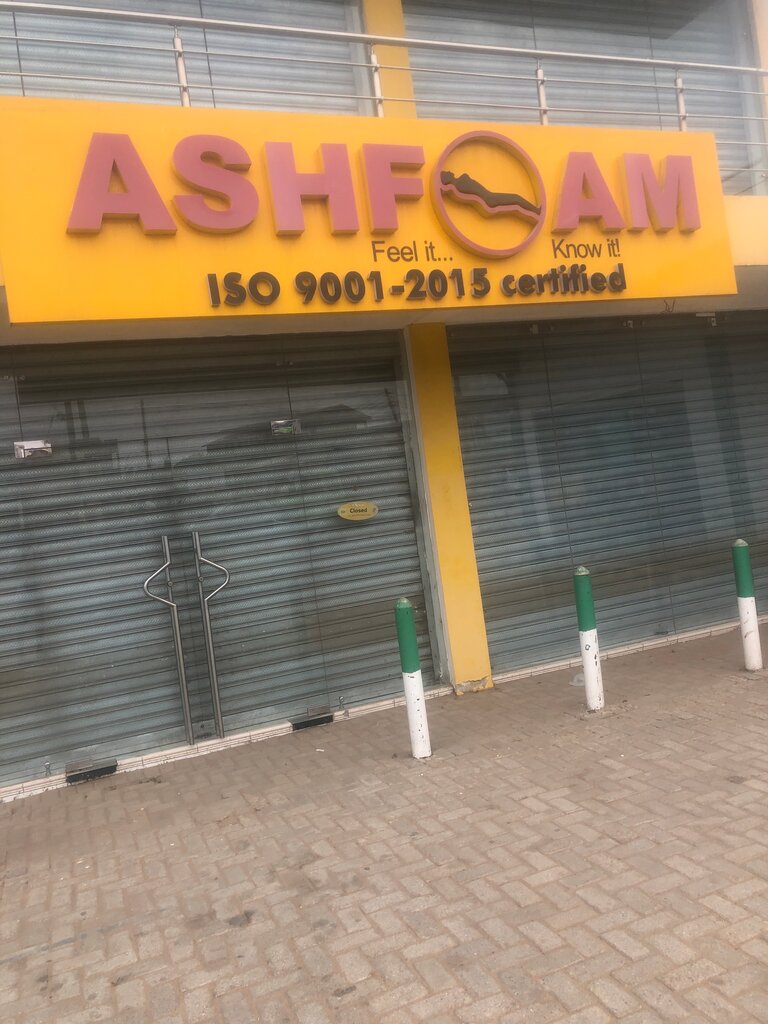 ASHFOAM
Feel it... Know it!
ISO 9001-2015 certified
Closed